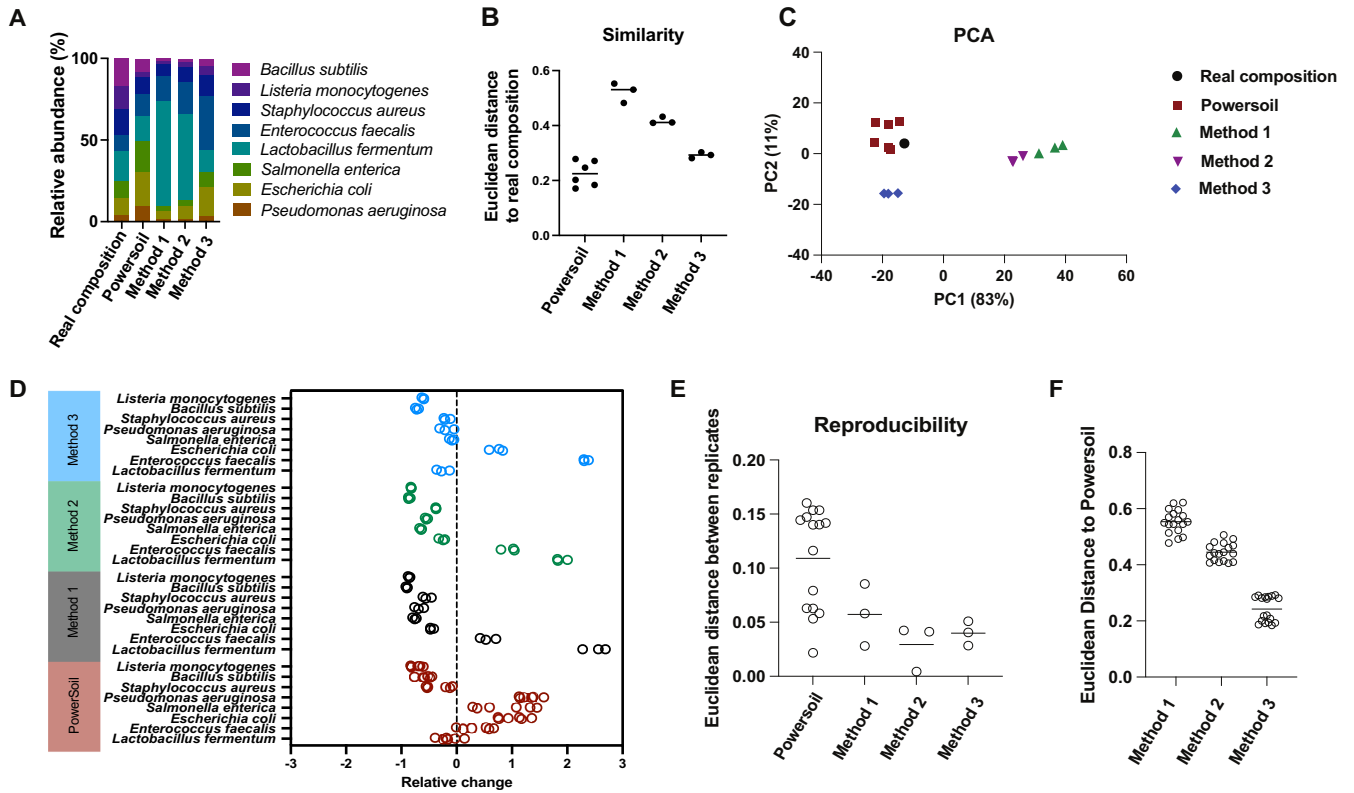 A
Relative abundance (%)
100
50
0
Real composition
Powersoil
Method 1
Method 2
Method 3
Bacillus subtilis
Listeria monocytogenes
Staphylococcus aureus
Enterococcus faecalis
Lactobacillus fermentum
Salmonella enterica
Escherichia coli
Pseudomonas aeruginosa
B
Similarity
Euclidean distance
to real composition
0.6
0.4
0.2
0.0
Powersoil
Method 1
Method 2
Method 3
C
PCA
PC2 (11%)
40
20
0
-20
-40
-40
-20
0
20
40
60
PC1 (83%)
Real composition
Powersoil
Method 1
Method 2
Method 3
D
Method 3
Listeria monocytogenes
Bacillus subtilis
Staphylococcus aureus
Pseudomonas aeruginosa
Salmonella enterica
Escherichia coli
Enterococcus faecalis
Lactobacillus fermentum
Method 2
Listeria monocytogenes
Bacillus subtilis
Staphylococcus aureus
Pseudomonas aeruginosa
Salmonella enterica
Escherichia coli
Enterococcus faecalis
Lactobacillus fermentum
Method 1
Listeria monocytogenes
Bacillus subtilis
Staphylococcus aureus
Pseudomonas aeruginosa
Salmonella enterica
Escherichia coli
Enterococcus faecalis
Lactobacillus fermentum
PowerSoil
Listeria monocytogenes
Bacillus subtilis
Staphylococcus aureus
Pseudomonas aeruginosa
Salmonella enterica
Escherichia coli
Enterococcus faecalis
Lactobacillus fermentum
-3
-2
-1
0
1
2
3
Relative change
E
Reproducibility
Euclidean distance between replicates
0.20
0.15
0.10
0.05
0.00
Powersoil
Method 1
Method 2
Method 3
F
Euclidean Distance to Powersoil
0.8
0.6
0.4
0.2
0.0
Method 1
Method 2
Method 3